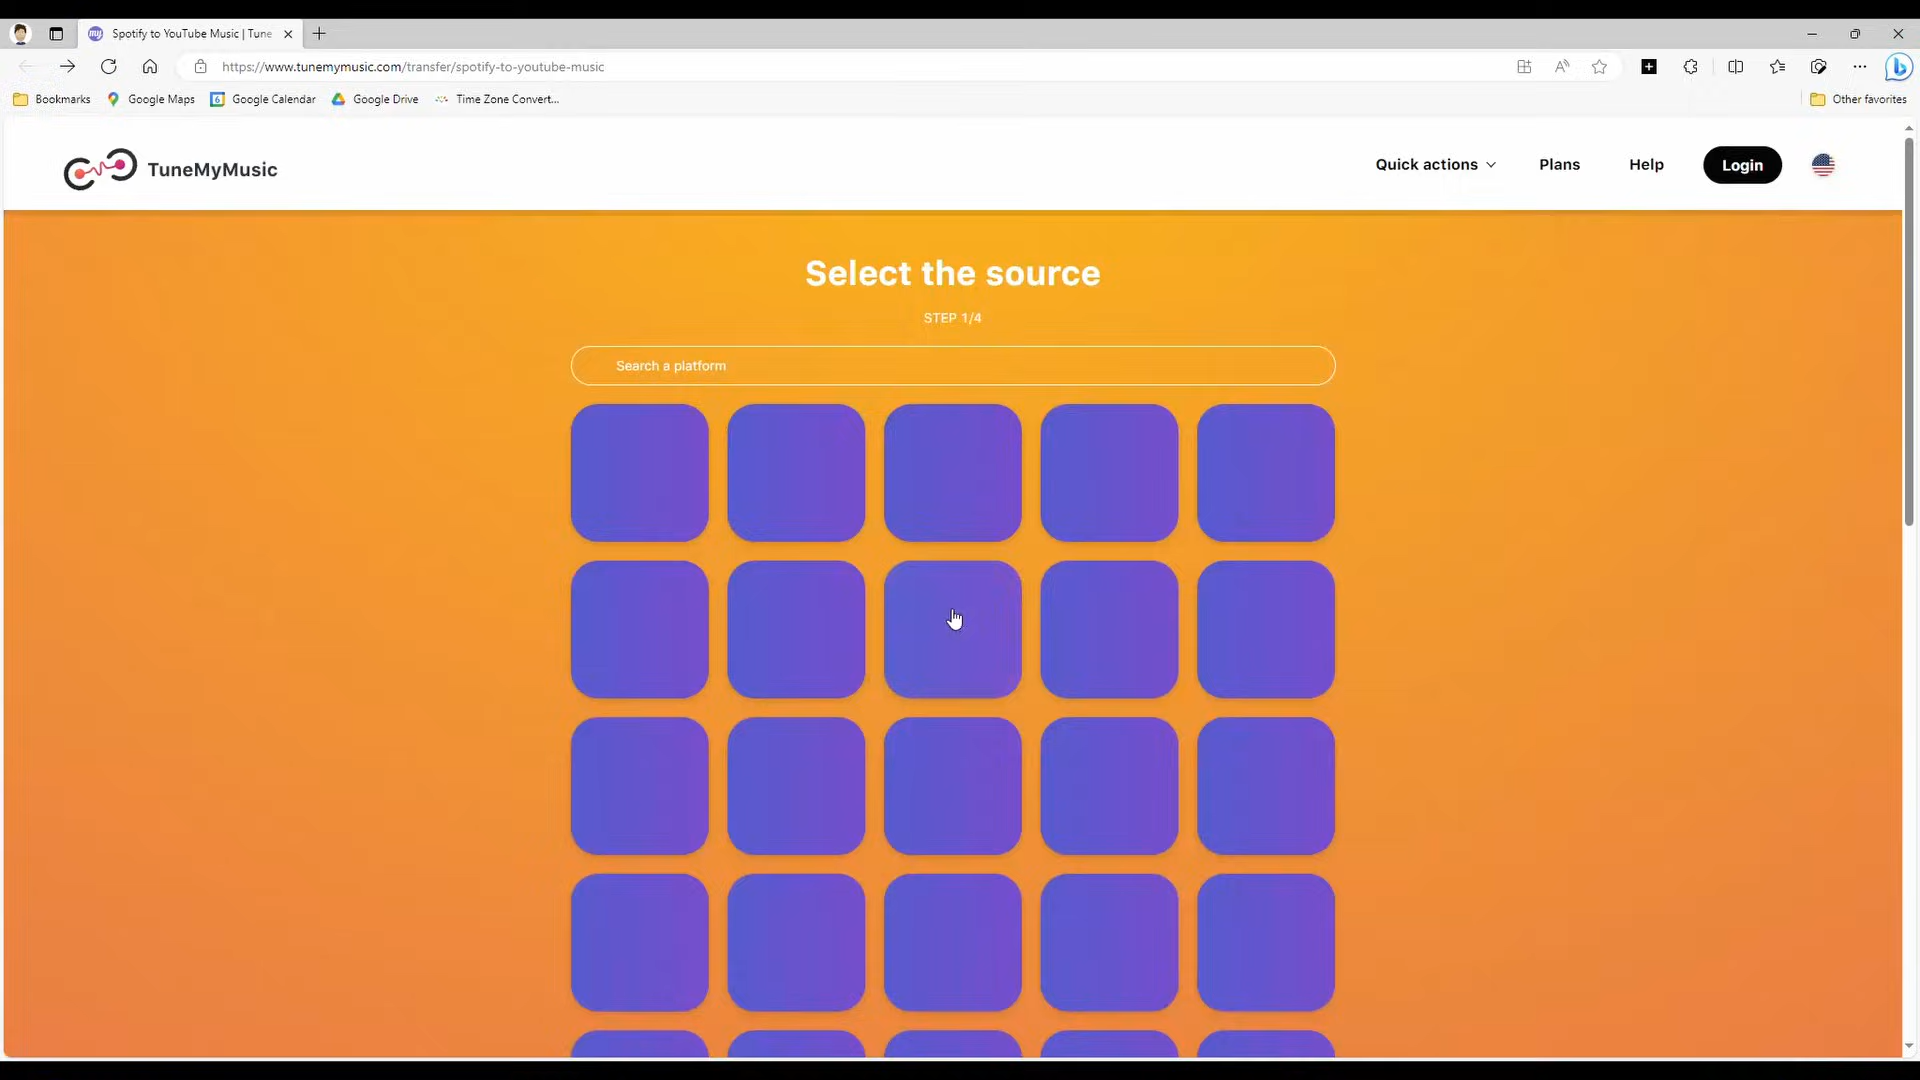 Spotify to YouTube Music | Tune
https://www.tunemymusic.com/transfer/spotify-to-youtube-music
Bookmarks Google Maps Google Calendar Google Drive Time Zone Convert... Other favorites
TuneMyMusic Quick actions Plans Help Login
Select the source
STEP 1/4
Search a platform